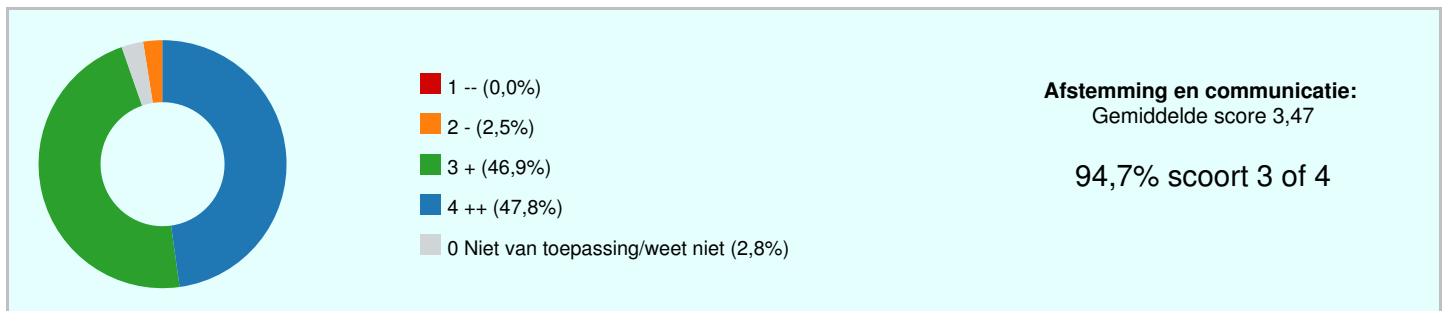 1 -- (0,0%)
2 - (2,5%)
3 + (46,9%)
4 ++ (47,8%)
0 Niet van toepassing/weet niet (2,8%)
Afstemming en communicatie:
Gemiddelde score 3,47
94,7% scoort 3 of 4